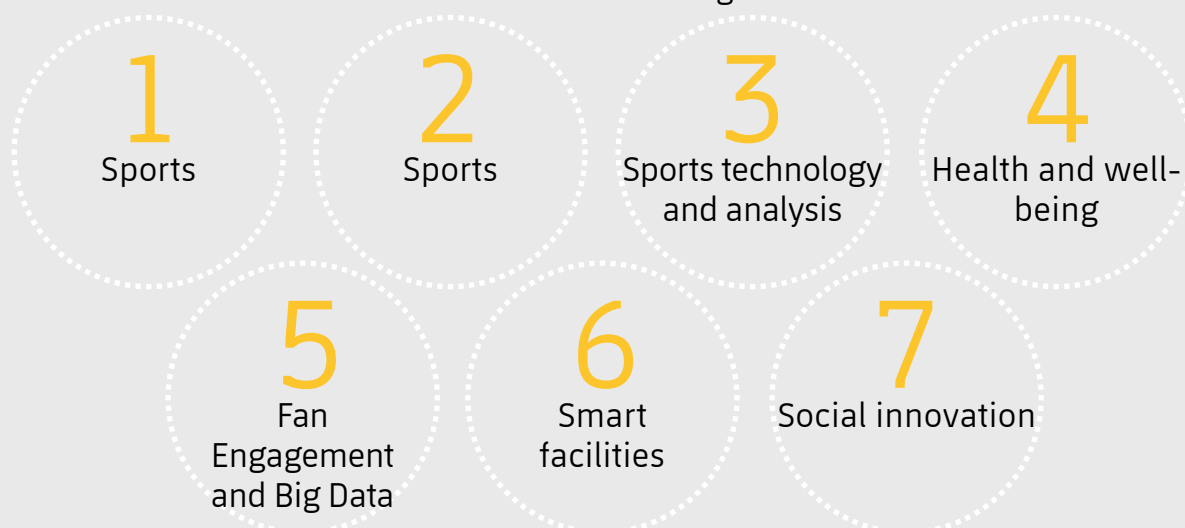 1
Sports
2
Sports
3
Sports technology
and analysis
4
Health and well-
being
5
Fan
Engagement
and Big Data
6
Smart
facilities
7
Social innovation